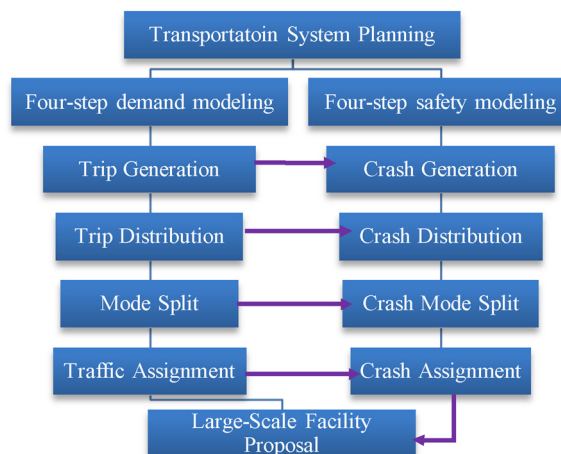 Transportatoin System Planning
Four-step demand modeling
Four-step safety modeling
Trip Generation
Crash Generation
Trip Distribution
Crash Distribution
Mode Split
Crash Mode Split
Traffic Assignment
Crash Assignment
Large-Scale Facility
Proposal